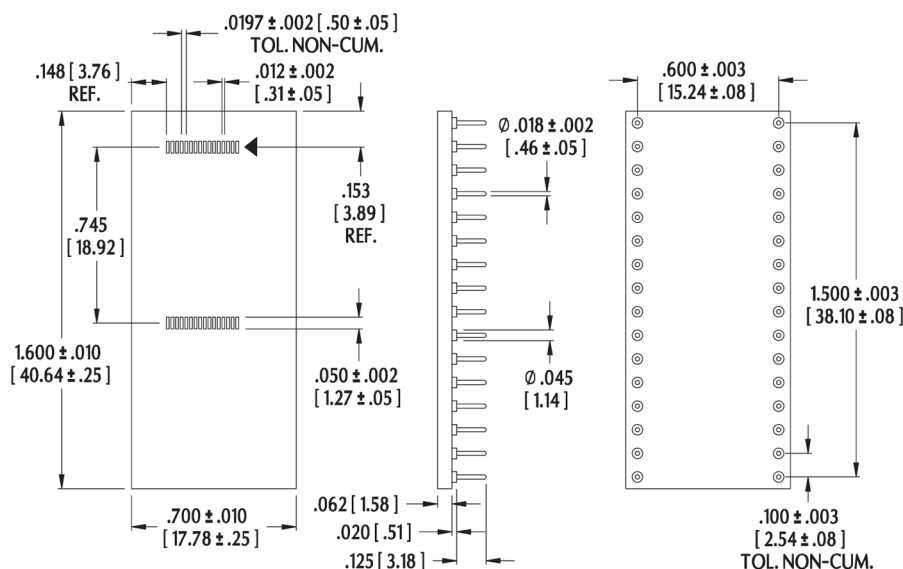 .0197 ±.002 [ .50 ±.05 ]
TOL. NON-CUM.
.148 [ 3.76 ]
REF.
.012 ±.002
[ .31 ±.05 ]
.600 ±.003
[ 15.24 ±.08 ]
Ø .018 ±.002
[ .46 ±.05 ]
.153
[ 3.89 ]
REF.
.745
[ 18.92 ]
1.500 ±.003
[ 38.10 ±.08 ]
1.600 ±.010
[ 40.64 ±.25 ]
.050 ±.002
[ 1.27 ±.05 ]
Ø .045
[ 1.14 ]
.062 [ 1.58 ]
.700 ±.010
[ 17.78 ±.25 ]
.020 [ .51 ]
.125 [ 3.18 ]
.100 ±.003
[ 2.54 ±.08 ]
TOL. NON-CUM.